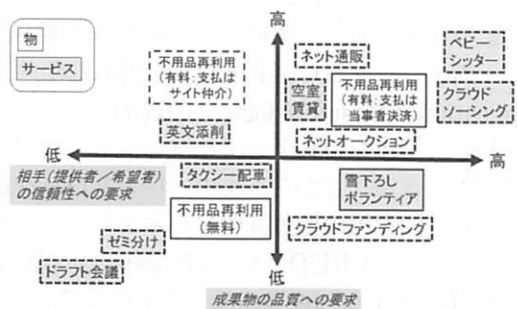 物
サービス
高
ネット通販
ベビー
シッター
不用品再利用
(有料:支払は
サイト仲介)
空室
賃貸
不用品再利用
(有料:支払は
当事者決済)
クラウド
ソーシング
英文添削
ネットオークション
低
高
相手(提供者/希望者)
の信頼性への要求
タクシー配車
雪下ろし
ボランティア
不用品再利用
(無料)
クラウドファンディング
ゼミ分け
ドラフト会議
低
成果物の品質への要求